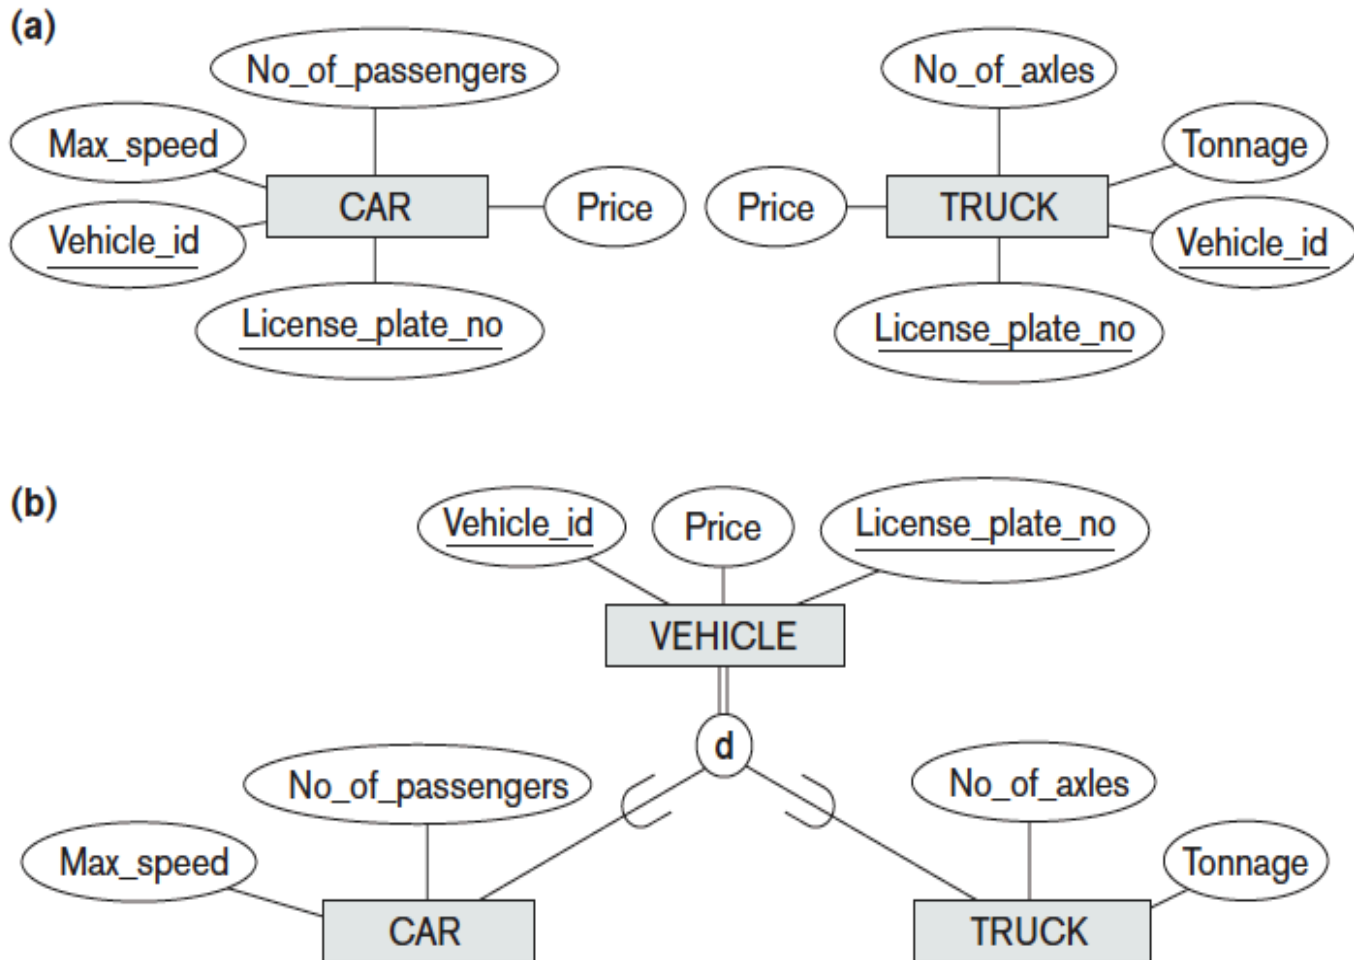 (a)
No_of_passengers
No_of_axles
Max_speed
Tonnage
CAR
Price
Price
TRUCK
Vehicle_id
Vehicle_id
License_plate_no
License_plate_no
(b)
Vehicle_id
Price
License_plate_no
VEHICLE
d
No_of_passengers
No_of_axles
Max_speed
Tonnage
CAR
TRUCK